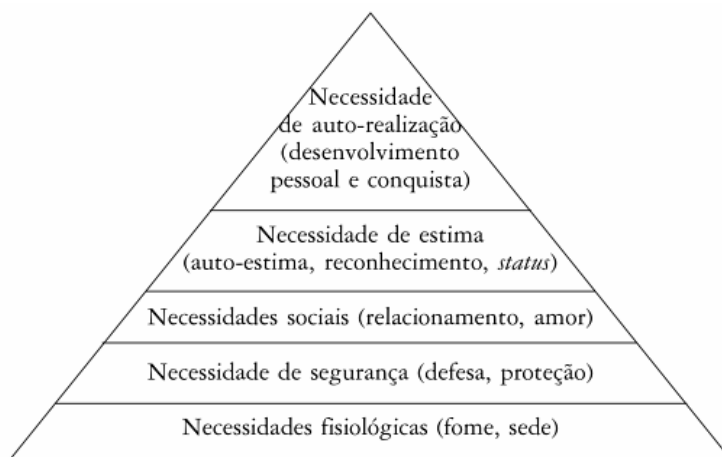 Necessidade
de auto-realização
(desenvolvimento
pessoal e conquista)
Necessidade de estima
(auto-estima, reconhecimento, status)
Necessidades sociais (relacionamento, amor)
Necessidade de segurança (defesa, proteção)
Necessidades fisiológicas (fome, sede)